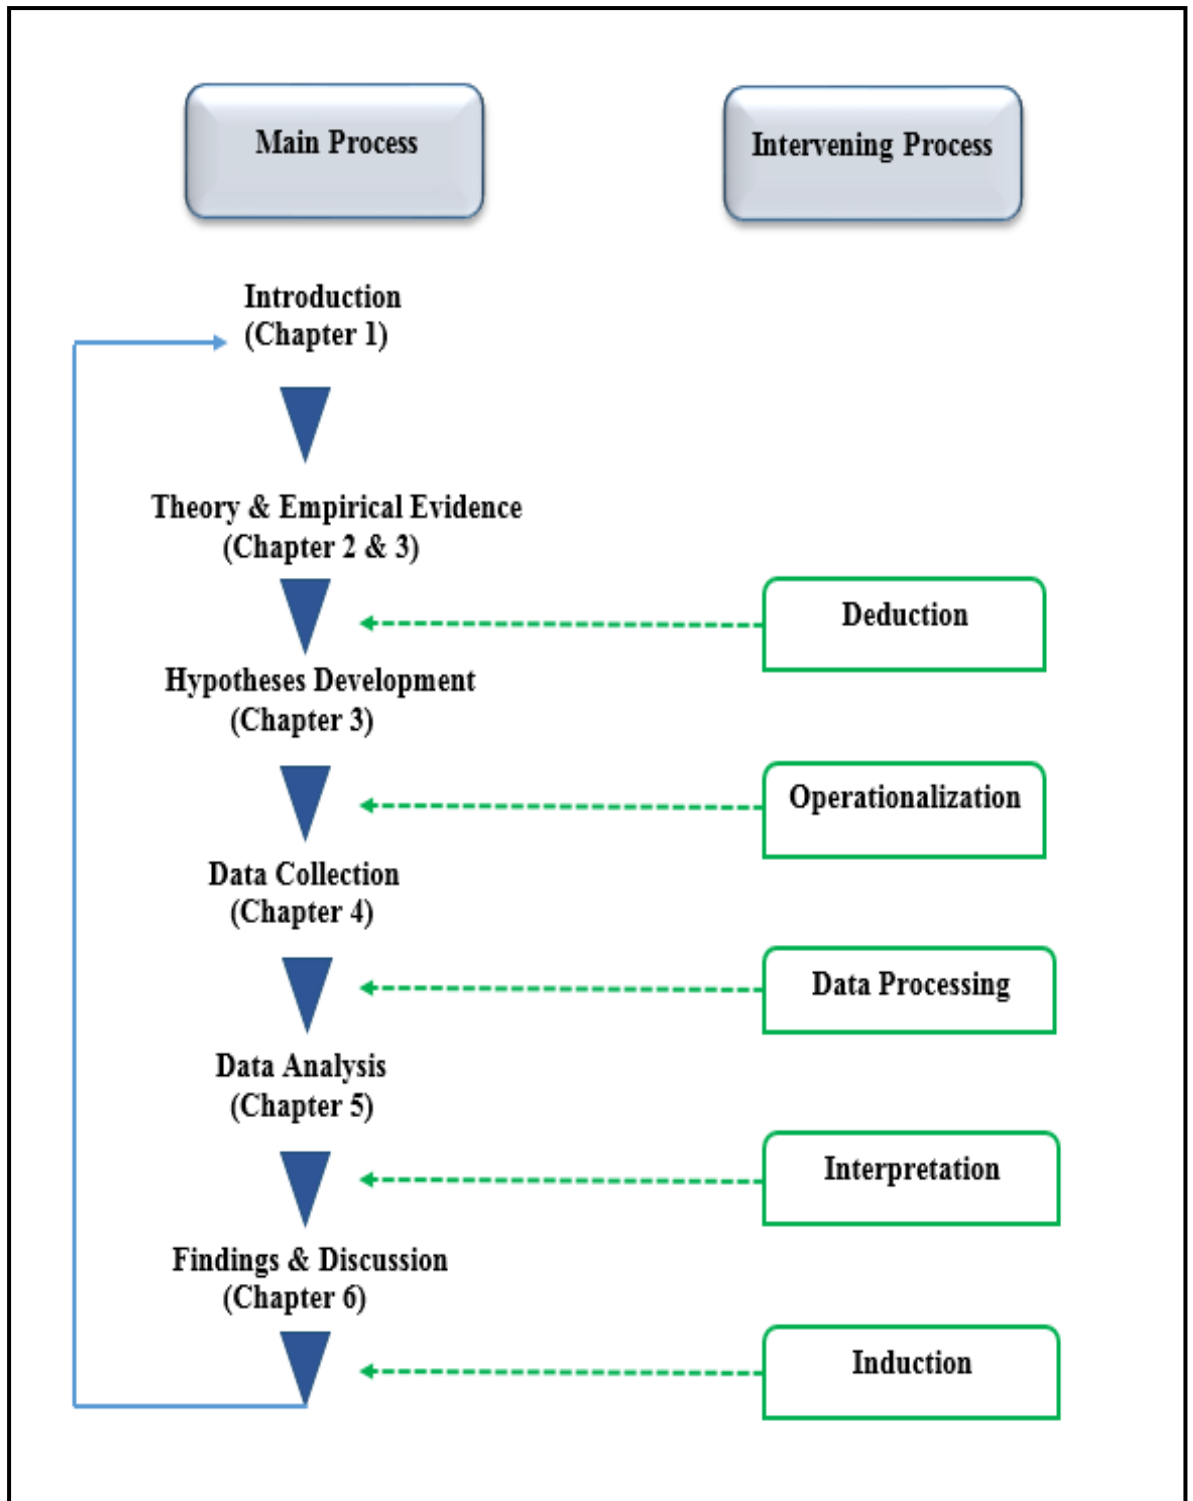 Main Process
Intervening Process
Introduction
(Chapter 1)
Theory & Empirical Evidence
(Chapter 2 & 3)
Deduction
Hypotheses Development
(Chapter 3)
Operationalization
Data Collection
(Chapter 4)
Data Processing
Data Analysis
(Chapter 5)
Interpretation
Findings & Discussion
(Chapter 6)
Induction